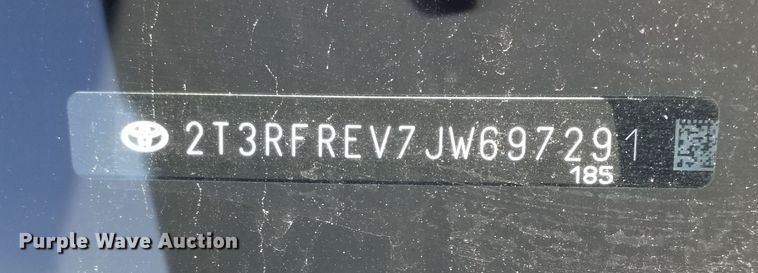 2T3RFREV7JW697291
185
Purple Wave Auction